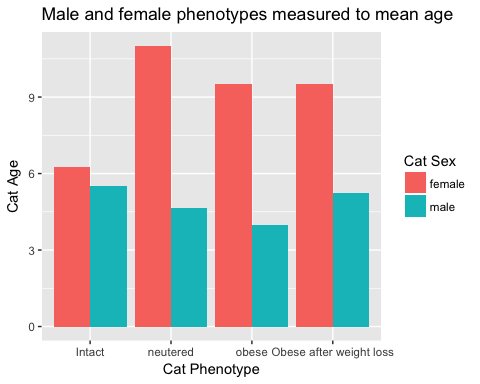 Male and female phenotypes measured to mean age
Cat Age
9
6
3
0
Intact
neutered
obese
Obese after weight loss
Cat Phenotype
Cat Sex
female
male